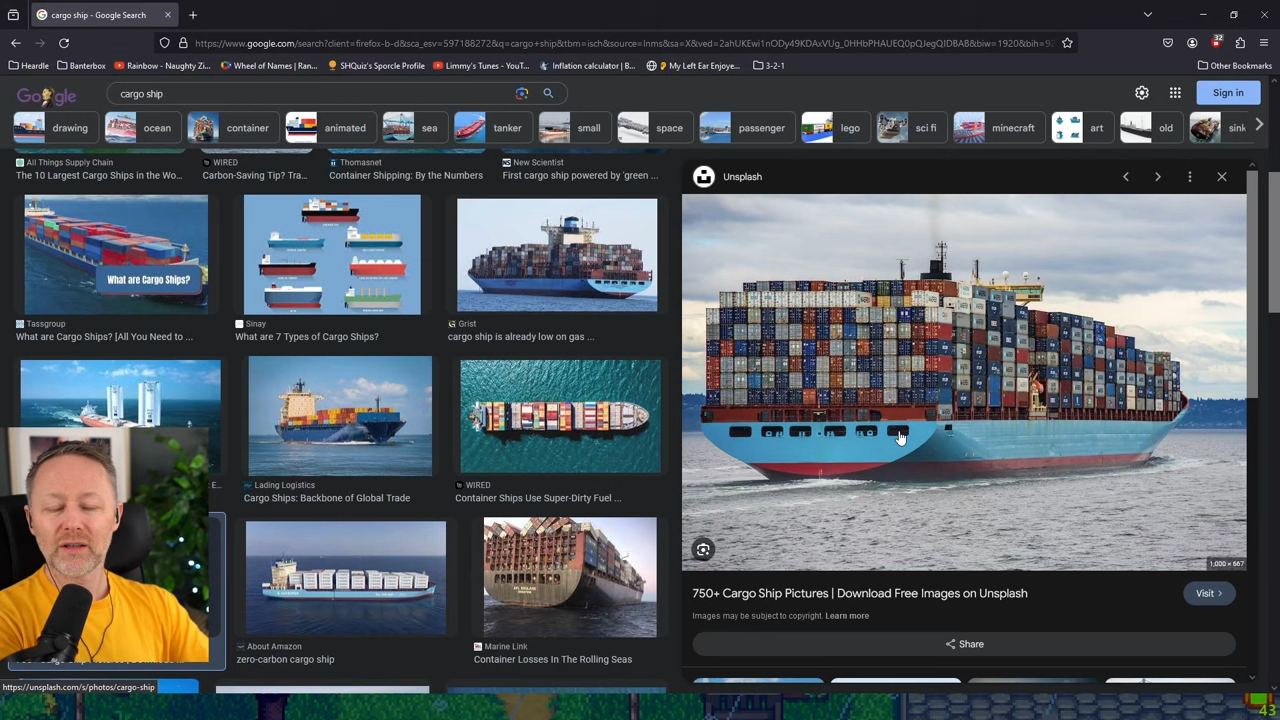 cargo ship - Google Search
https://www.google.com/search?client=firefox-b-d&sca_esv=597188272&q=cargo+ship&tbm=isch&source=lnms&sa=X&ved=2ahUKEwi1nODy49KDAxVUg_0HHbPHAUEQ0pQJegQIDBAB&biw=1920&bih=92
32
Heardle
Banterbox
Rainbow - Naughty Zi...
Wheel of Names | Ran...
SHQuiz's Sporcle Profile
Limmy's Tunes - YouT...
Inflation calculator | B...
My Left Ear Enjoye...
3-2-1
Other Bookmarks
Google
cargo ship
Sign in
drawing
ocean
container
animated
sea
tanker
small
space
passenger
lego
sci fi
minecraft
art
old
sink
All Things Supply Chain
The 10 Largest Cargo Ships in the Wo...
WIRED
Carbon-Saving Tip? Tra...
Thomasnet
Container Shipping: By the Numbers
New Scientist
First cargo ship powered by 'green ...
Unsplash
What are Cargo Ships?
Tassgroup
What are Cargo Ships? [All You Need to ...
Sinay
What are 7 Types of Cargo Ships?
Grist
cargo ship is already low on gas ...
E...
Lading Logistics
Cargo Ships: Backbone of Global Trade
WIRED
Container Ships Use Super-Dirty Fuel ...
1,000 × 667
750+ Cargo Ship Pictures | Download Free Images on Unsplash
Visit
Images may be subject to copyright. Learn more
Share
About Amazon
zero-carbon cargo ship
Marine Link
Container Losses In The Rolling Seas
https://unsplash.com/s/photos/cargo-ship
43